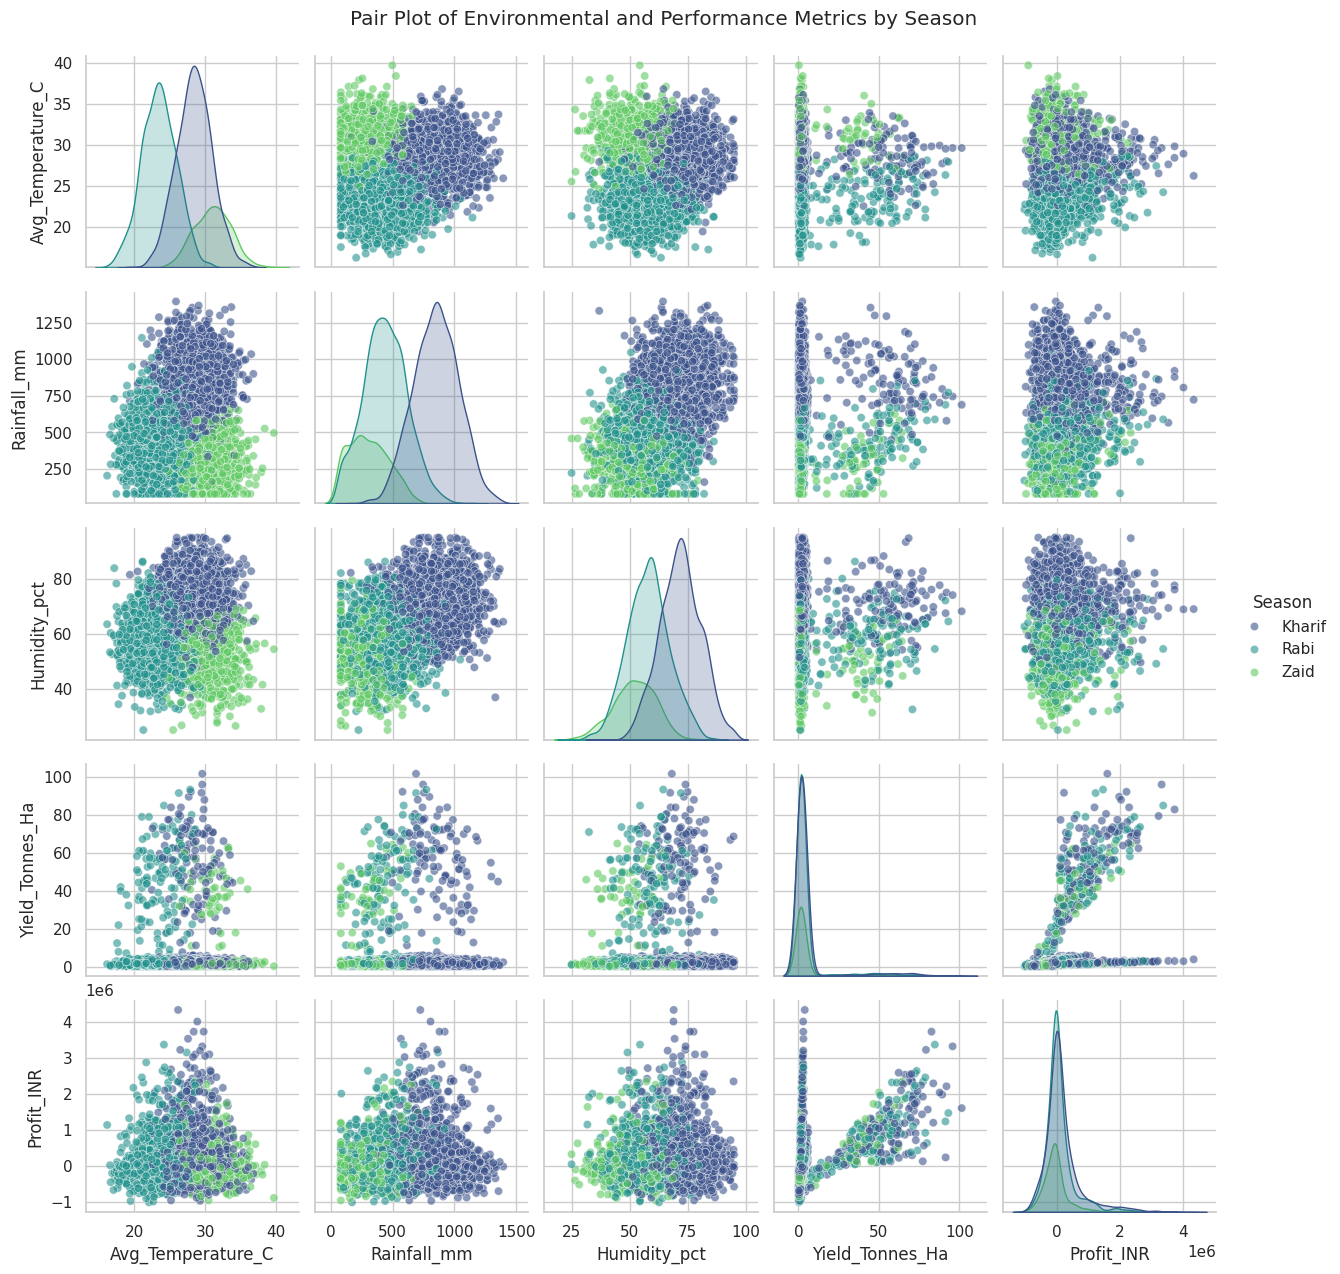 Pair Plot of Environmental and Performance Metrics by Season
40
35
30
25
20
Avg_Temperature_C
1250
1000
750
500
250
Rainfall_mm
80
60
40
Humidity_pct
Season
Kharif
Rabi
Zaid
100
80
60
40
20
0
Yield_Tonnes_Ha
1e6
4
3
2
1
0
−1
Profit_INR
20 30 40
0 500 1000 1500
25 50 75 100
0 50 100
0 2 4
1e6
Avg_Temperature_C
Rainfall_mm
Humidity_pct
Yield_Tonnes_Ha
Profit_INR